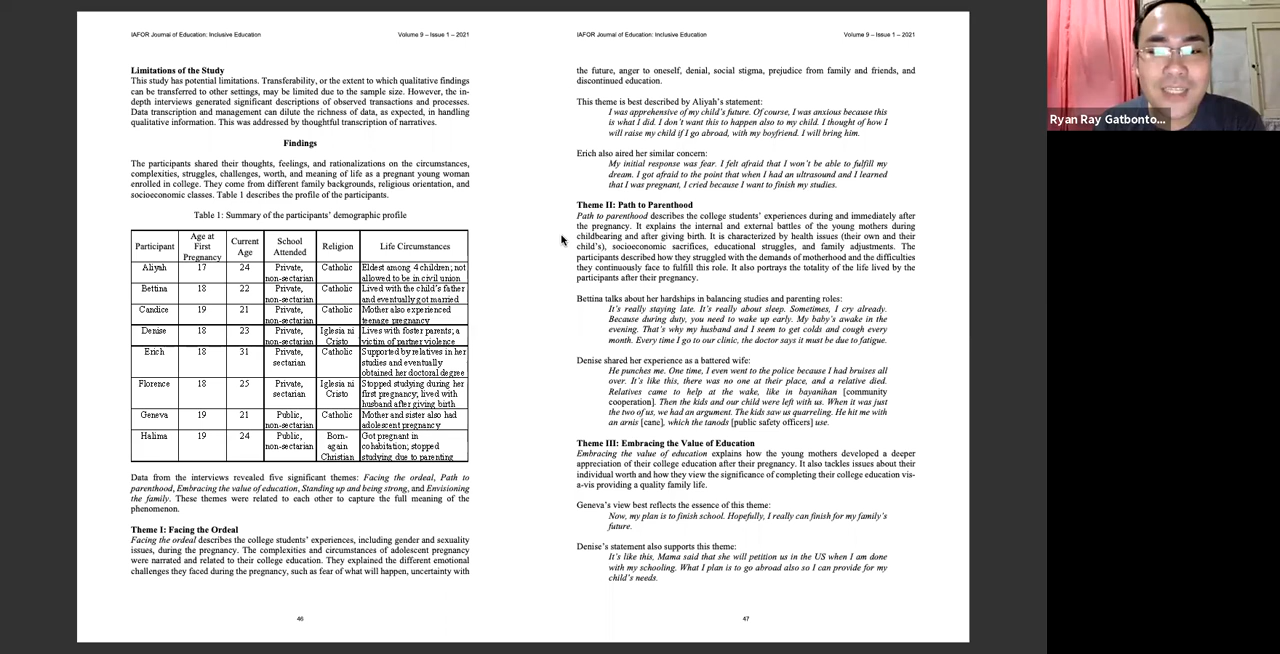 IAFOR Journal of Education: Inclusive Education
Volume 9 – Issue 1 – 2021
Limitations of the Study
This study has potential limitations. Transferability, or the extent to which qualitative findings
can be transferred to other settings, may be limited due to the sample size. However, the in-
depth interviews generated significant descriptions of observed transactions and processes.
Data transcription and management can dilute the richness of data, as expected, in handling
qualitative information. This was addressed by thoughtful transcription of narratives.
Findings
The participants shared their thoughts, feelings, and rationalizations on the circumstances,
complexities, struggles, challenges, worth, and meaning of life as a pregnant young woman
enrolled in college. They come from different family backgrounds, religious orientation, and
socioeconomic classes. Table 1 describes the profile of the participants.
Table 1: Summary of the participants' demographic profile
Participant | Age at First Pregnancy | Current Age | School Attended | Religion | Life Circumstances
Aliyah | 17 | 24 | Private, non-sectarian | Catholic | Eldest among 4 children; not allowed to be in civil union
Bettina | 18 | 22 | Private, non-sectarian | Catholic | Lived with the child's father and eventually got married
Candice | 19 | 21 | Private, non-sectarian | Catholic | Mother also experienced teenage pregnancy
Denise | 18 | 23 | Private, non-sectarian | Iglesia ni Cristo | Lives with foster parents; a victim of partner violence
Erich | 18 | 31 | Private, sectarian | Catholic | Supported by relatives in her studies and eventually obtained her doctoral degree
Florence | 18 | 25 | Private, sectarian | Iglesia ni Cristo | Stopped studying during her first pregnancy; lived with husband after giving birth
Geneva | 19 | 21 | Public, non-sectarian | Catholic | Mother and sister also had adolescent pregnancy
Halima | 19 | 24 | Public, non-sectarian | Born-again Christian | Got pregnant in cohabitation; stopped studying due to parenting
Data from the interviews revealed five significant themes: Facing the ordeal, Path to
parenthood, Embracing the value of education, Standing up and being strong, and Envisioning
the family. These themes were related to each other to capture the full meaning of the
phenomenon.
Theme I: Facing the Ordeal
Facing the ordeal describes the college students' experiences, including gender and sexuality
issues, during the pregnancy. The complexities and circumstances of adolescent pregnancy
were narrated and related to their college education. They explained the different emotional
challenges they faced during the pregnancy, such as fear of what will happen, uncertainty with
46
IAFOR Journal of Education: Inclusive Education
Volume 9 – Issue 1 – 2021
the future, anger to oneself, denial, social stigma, prejudice from family and friends, and
discontinued education.
This theme is best described by Aliyah's statement:
I was apprehensive of my child's future. Of course, I was anxious because this
is what I did. I don't want this to happen also to my child. I thought of how I
will raise my child if I go abroad, with my boyfriend. I will bring him.
Erich also aired her similar concern:
My initial response was fear. I felt afraid that I won't be able to fulfill my
dream. I got afraid to the point that when I had an ultrasound and I learned
that I was pregnant, I cried because I want to finish my studies.
Theme II: Path to Parenthood
Path to parenthood describes the college students' experiences during and immediately after
the pregnancy. It explains the internal and external battles of the young mothers during
childbearing and after giving birth. It is characterized by health issues (their own and their
child's), socioeconomic sacrifices, educational struggles, and family adjustments. The
participants described how they struggled with the demands of motherhood and the difficulties
they continuously face to fulfill this role. It also portrays the totality of the life lived by the
participants after their pregnancy.
Bettina talks about her hardships in balancing studies and parenting roles:
It's really staying late. It's really about sleep. Sometimes, I cry already.
Because during duty, you need to wake up early. My baby's awake in the
evening. That's why my husband and I seem to get colds and cough every
month. Every time I go to our clinic, the doctor says it must be due to fatigue.
Denise shared her experience as a battered wife:
He punches me. One time, I even went to the police because I had bruises all
over. It's like this, there was no one at their place, and a relative died.
Relatives came to help at the wake, like in bayanihan [community
cooperation]. Then the kids and our child were left with us. When it was just
the two of us, we had an argument. The kids saw us quarreling. He hit me with
an arnis [cane], which the tanods [public safety officers] use.
Theme III: Embracing the Value of Education
Embracing the value of education explains how the young mothers developed a deeper
appreciation of their college education after their pregnancy. It also tackles issues about their
individual worth and how they view the significance of completing their college education vis-
a-vis providing a quality family life.
Geneva's view best reflects the essence of this theme:
Now, my plan is to finish school. Hopefully, I really can finish for my family's
future.
Denise's statement also supports this theme:
It's like this, Mama said that she will petition us in the US when I am done
with my schooling. What I plan is to go abroad also so I can provide for my
child's needs.
47
Ryan Ray Gatbonto...